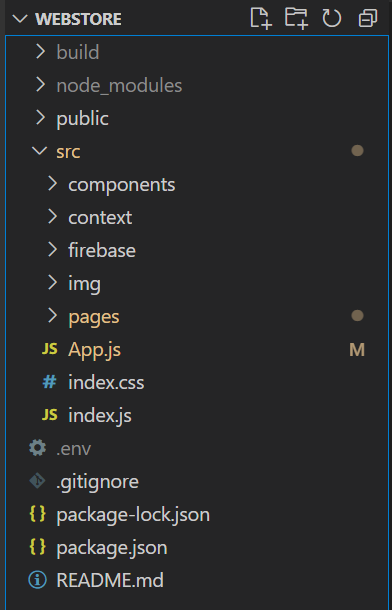 WEBSTORE
build
node_modules
public
src
components
context
firebase
img
pages
JS App.js M
# index.css
JS index.js
.env
.gitignore
{} package-lock.json
{} package.json
README.md